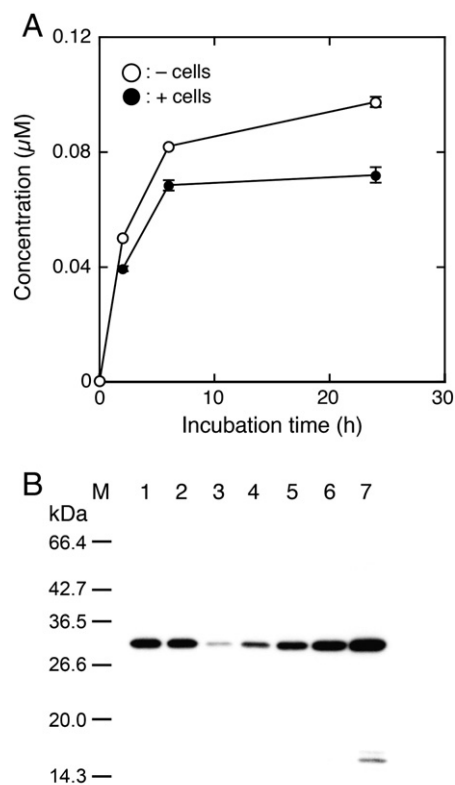 A
0.12
○ : – cells
● : + cells
0.08
Concentration (µM)
0.04
0
0 10 20 30
Incubation time (h)
B
M 1 2 3 4 5 6 7
kDa
66.4
42.7
36.5
26.6
20.0
14.3